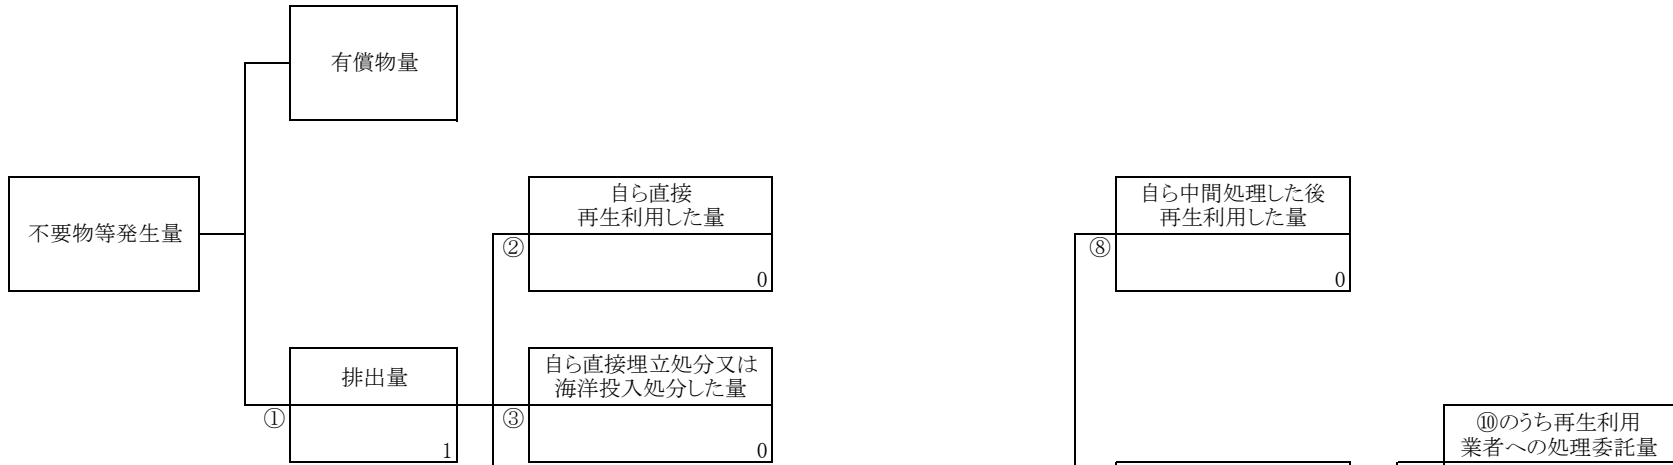 有償物量
不要物等発生量
自ら直接
再生利用した量
②
0
自ら中間処理した後
再生利用した量
⑧
0
排出量
①
1
自ら直接埋立処分又は
海洋投入処分した量
③
0
⑩のうち再生利用
業者への処理委託量